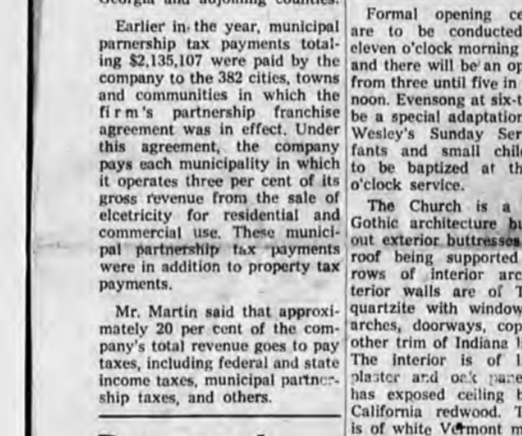 Georgia and adjoining counties.
Earlier in the year, municipal
parnership tax payments total-
ing $2,135,107 were paid by the
company to the 382 cities, towns
and communities in which the
firm's partnership franchise
agreement was in effect. Under
this agreement, the company
pays each municipality in which
it operates three per cent of its
gross revenue from the sale of
elcetricity for residential and
commercial use. These munici-
pal partnership tax payments
were in addition to property tax
payments.
Mr. Martin said that approxi-
mately 20 per cent of the com-
pany's total revenue goes to pay
taxes, including federal and state
income taxes, municipal partner-
ship taxes, and others.
Formal opening ce
are to be conducted
eleven o'clock morning
and there will be an op
from three until five in
noon. Evensong at six-t
be a special adaptation
Wesley's Sunday Ser
fants and small chil
to be baptized at th
o'clock service.
The Church is a
Gothic architecture bu
out exterior buttresses
roof being supported
rows of interior arc
terior walls are of T
quartzite with window
arches, doorways, cop
other trim of Indiana l
The interior is of l
plaster and oak pane
has exposed ceiling b
California redwood. T
is of white Vermont m